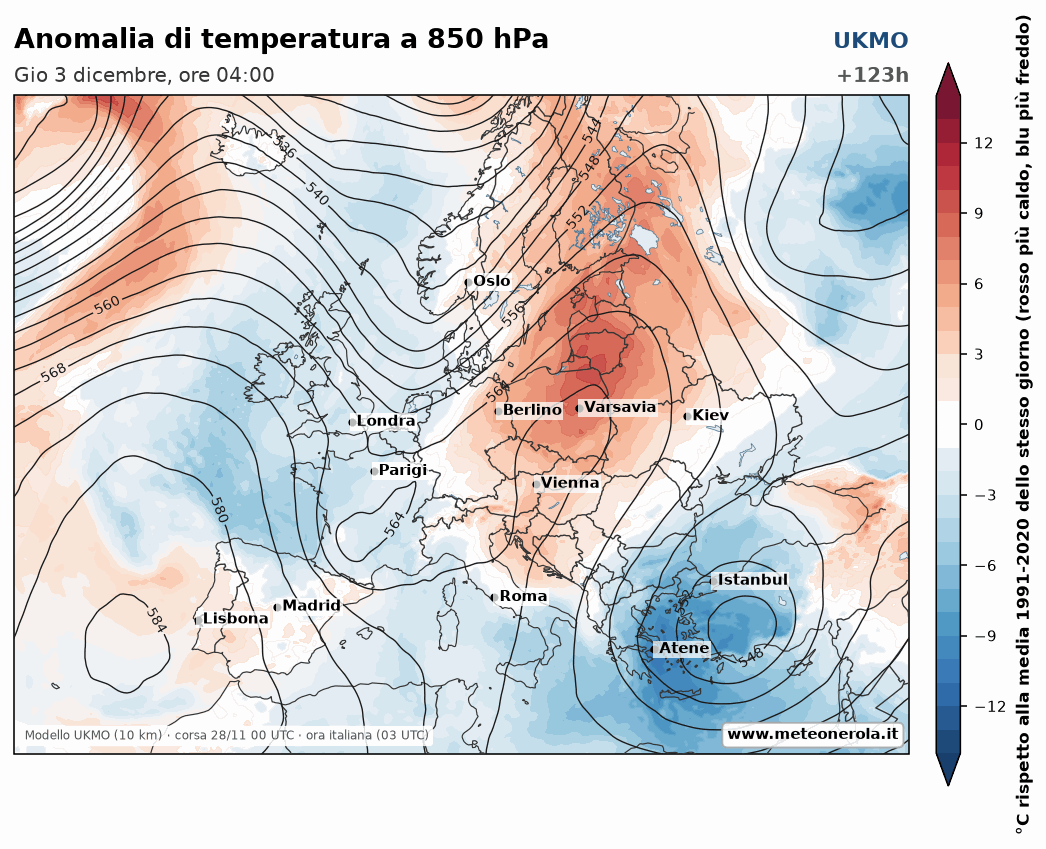 Anomalia di temperatura a 850 hPa
UKMO
Gio 3 dicembre, ore 04:00
+123h
536
540
544
548
552
556
560
564
568
Oslo
Berlino
Varsavia
Kiev
Londra
Parigi
Vienna
580
564
584
Istanbul
Roma
Madrid
Lisbona
Atene
548
Modello UKMO (10 km) · corsa 28/11 00 UTC · ora italiana (03 UTC)
www.meteonerola.it
12
9
6
3
0
−3
−6
−9
−12
°C rispetto alla media 1991-2020 dello stesso giorno (rosso più caldo, blu più freddo)